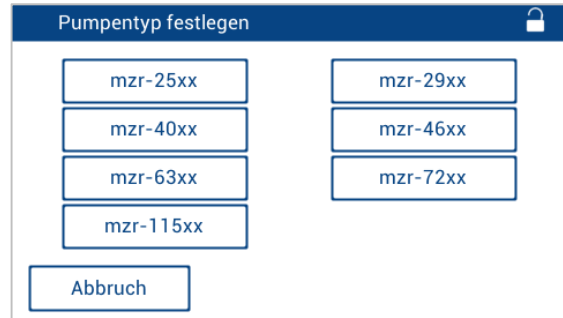 Pumpentyp festlegen
mzr-25xx mzr-29xx
mzr-40xx mzr-46xx
mzr-63xx mzr-72xx
mzr-115xx
Abbruch